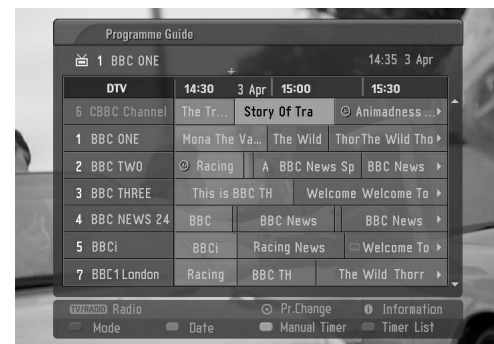 Programme Guide
1 BBC ONE 14:35 3 Apr
DTV 14:30 3 Apr 15:00 15:30
6 CBBC Channel The Tr... Story Of Tra Animadness ...
1 BBC ONE Mona The Va... The Wild ThorThe Wild Tho
2 BBC TWO Racing A BBC News Sp BBC News
3 BBC THREE This is BBC TH Welcome Welcome To
4 BBC NEWS 24 BBC BBC News BBC News
5 BBCi BBCi Racing News Welcome To
7 BBC1 London Racing BBC TH The Wild Thorr
TV/RADIO Radio Pr.Change Information
Mode Date Manual Timer Timer List